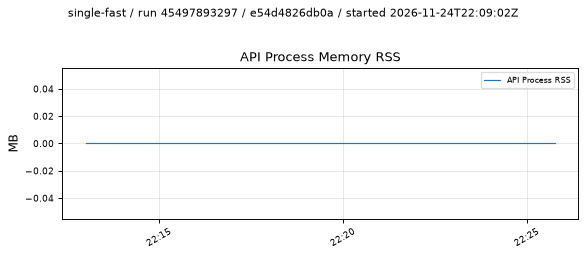 single-fast / run 45497893297 / e54d4826db0a / started 2026-11-24T22:09:02Z
API Process Memory RSS
API Process RSS
MB
0.04
0.02
0.00
−0.02
−0.04
22:15
22:20
22:25